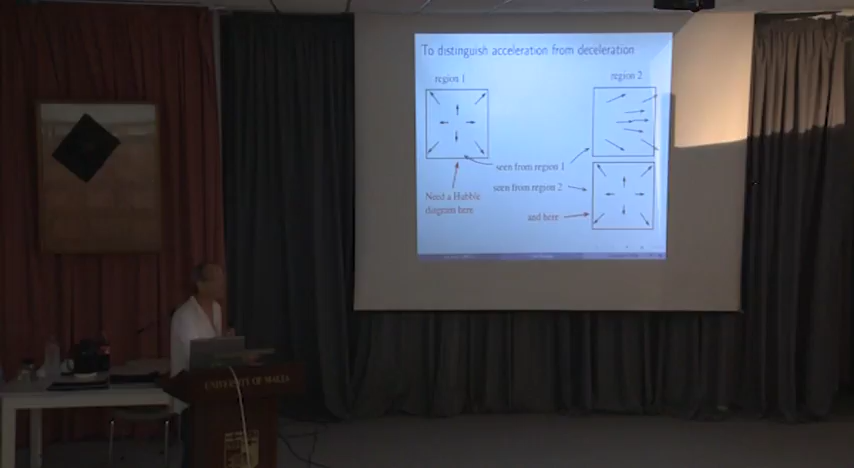 To distinguish acceleration from deceleration
region 1
region 2
seen from region 1
Need a Hubble
diagram here
seen from region 2
and here
UNIVERSITY OF MALTA